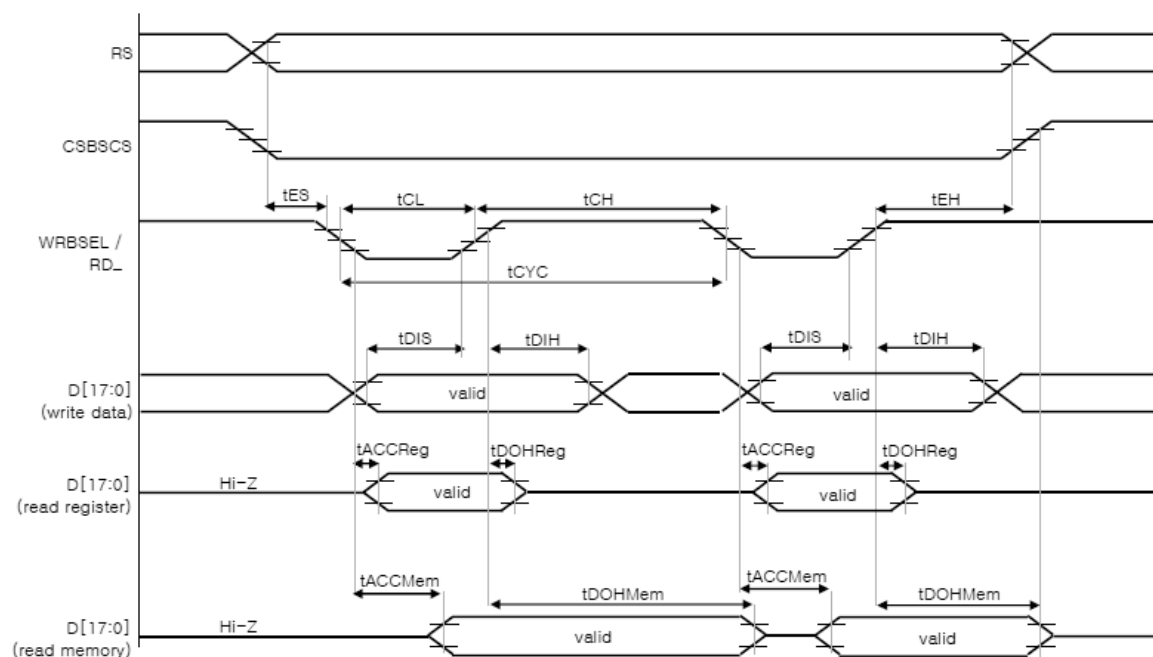 RS
CSBSCS
tES
tCL
tCH
tEH
WRBSEL /
RD_
tCYC
tDIS
tDIH
tDIS
tDIH
D[17:0]
(write data)
valid
valid
tACCReg
tDOHReg
tACCReg
tDOHReg
D[17:0]
(read register)
Hi-Z
valid
valid
tACCMem
tDOHMem
tACCMem
tDOHMem
D[17:0]
(read memory)
Hi-Z
valid
valid